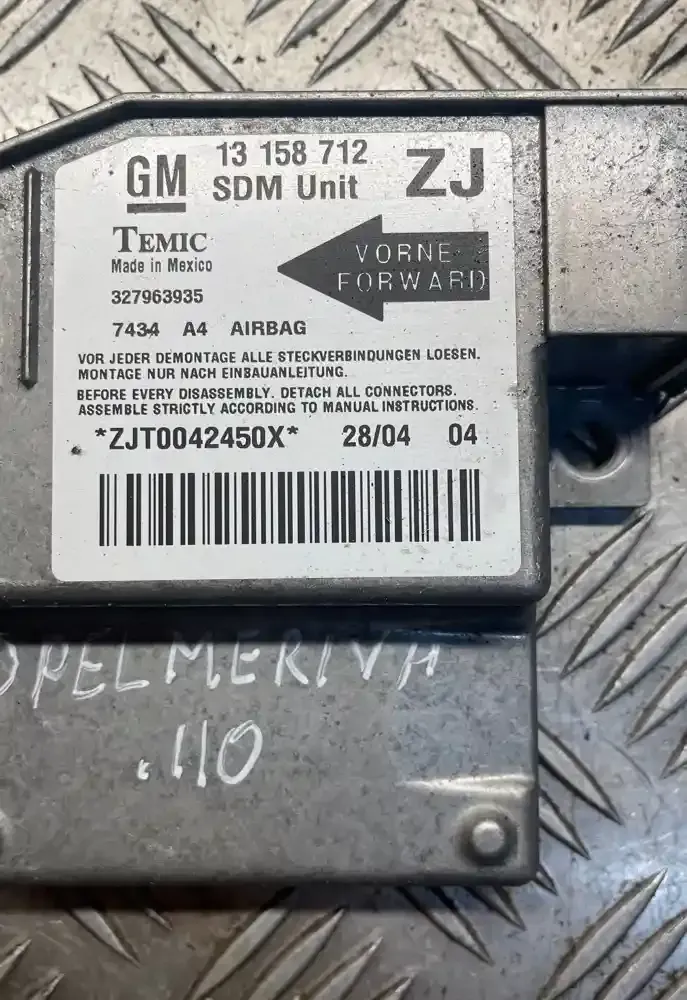 GM 13 158 712 ZJ
SDM Unit
TEMIC
Made in Mexico
VORNE
FORWARD
327963935
7434 A4 AIRBAG
VOR JEDER DEMONTAGE ALLE STECKVERBINDUNGEN LOESEN.
MONTAGE NUR NACH EINBAUANLEITUNG.
BEFORE EVERY DISASSEMBLY. DETACH ALL CONNECTORS.
ASSEMBLE STRICTLY ACCORDING TO MANUAL INSTRUCTIONS.
*ZJT0042450X* 28/04 04
OPEL MERIVA
.110